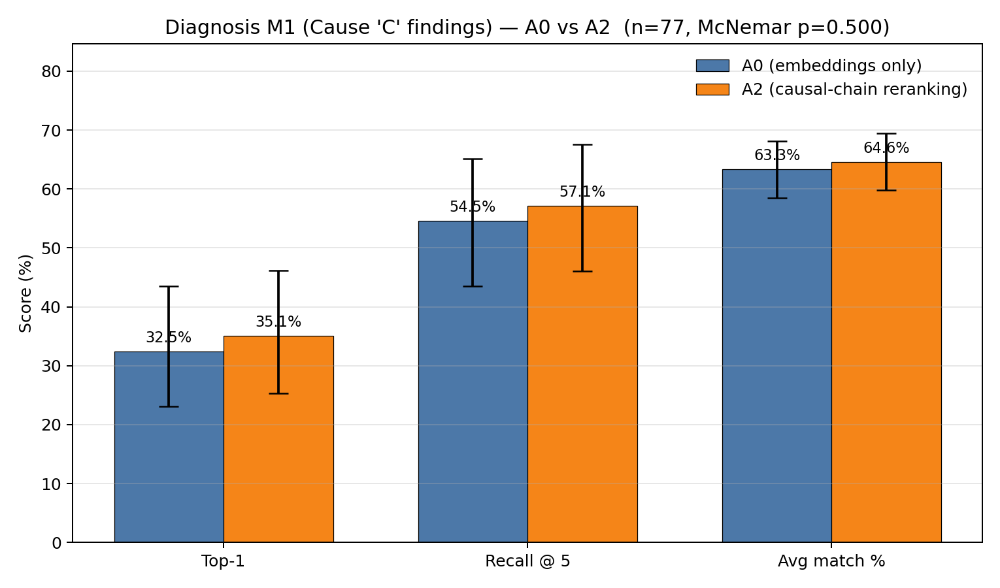 Diagnosis M1 (Cause 'C' findings) — A0 vs A2  (n=77, McNemar p=0.500)
A0 (embeddings only)
A2 (causal-chain reranking)
Score (%)
80
70
60
50
40
30
20
10
0
32.5%
35.1%
54.5%
57.1%
63.3%
64.6%
Top-1
Recall @ 5
Avg match %